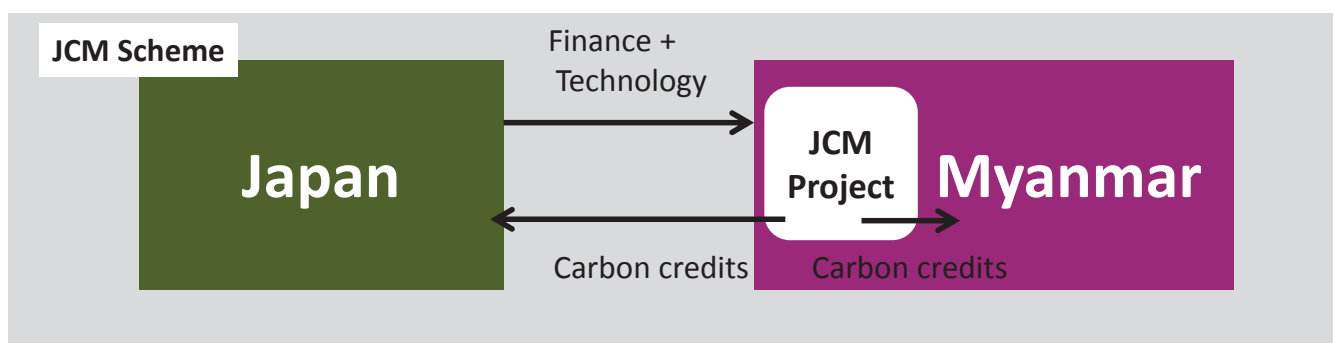 JCM Scheme
Finance +
Technology
Japan
JCM
Project
Myanmar
Carbon credits
Carbon credits